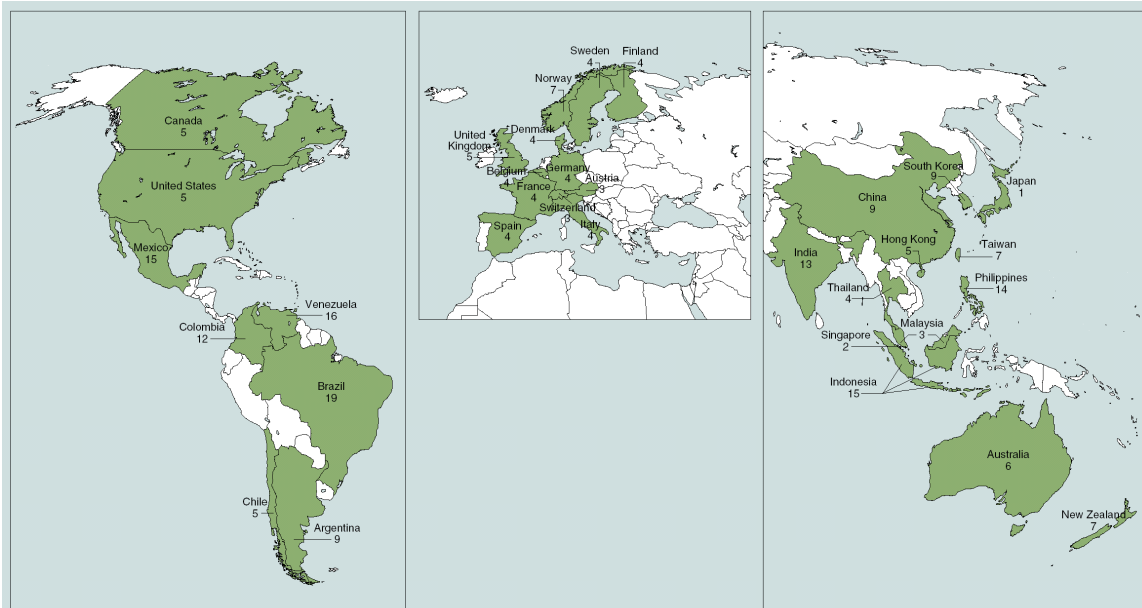 Canada
5
United States
5
Mexico
15
Venezuela
16
Colombia
12
Brazil
19
Chile
5
Argentina
9
Sweden
4
Finland
4
Norway
7
Denmark
4
United
Kingdom
5
Belgium
4
Germany
4
Austria
3
France
4
Switzerland
3
Spain
4
Italy
4
South Korea
9
Japan
1
China
9
Hong Kong
5
Taiwan
7
India
13
Thailand
4
Philippines
14
Malaysia
3
Singapore
2
Indonesia
15
Australia
6
New Zealand
7